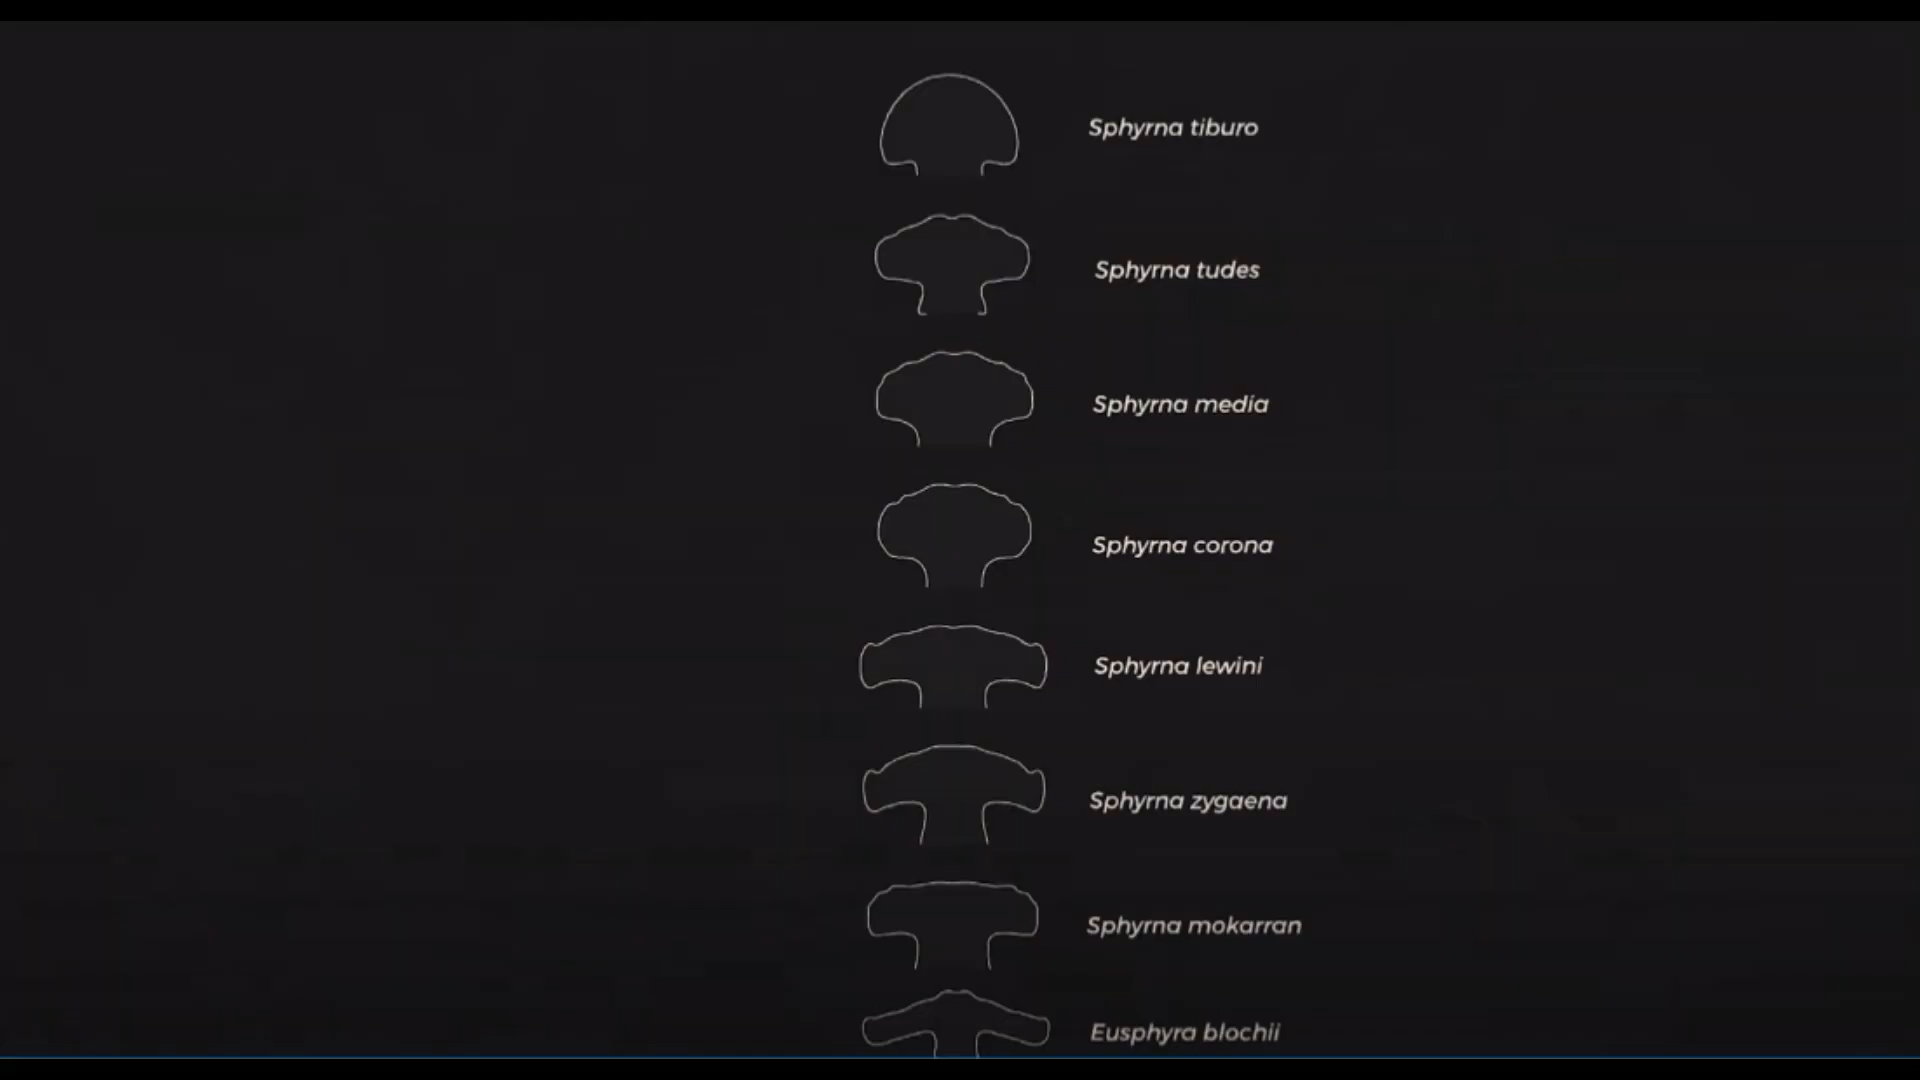 Sphyrna tiburo
Sphyrna tudes
Sphyrna media
Sphyrna corona
Sphyrna lewini
Sphyrna zygaena
Sphyrna mokarran
Eusphyra blochii